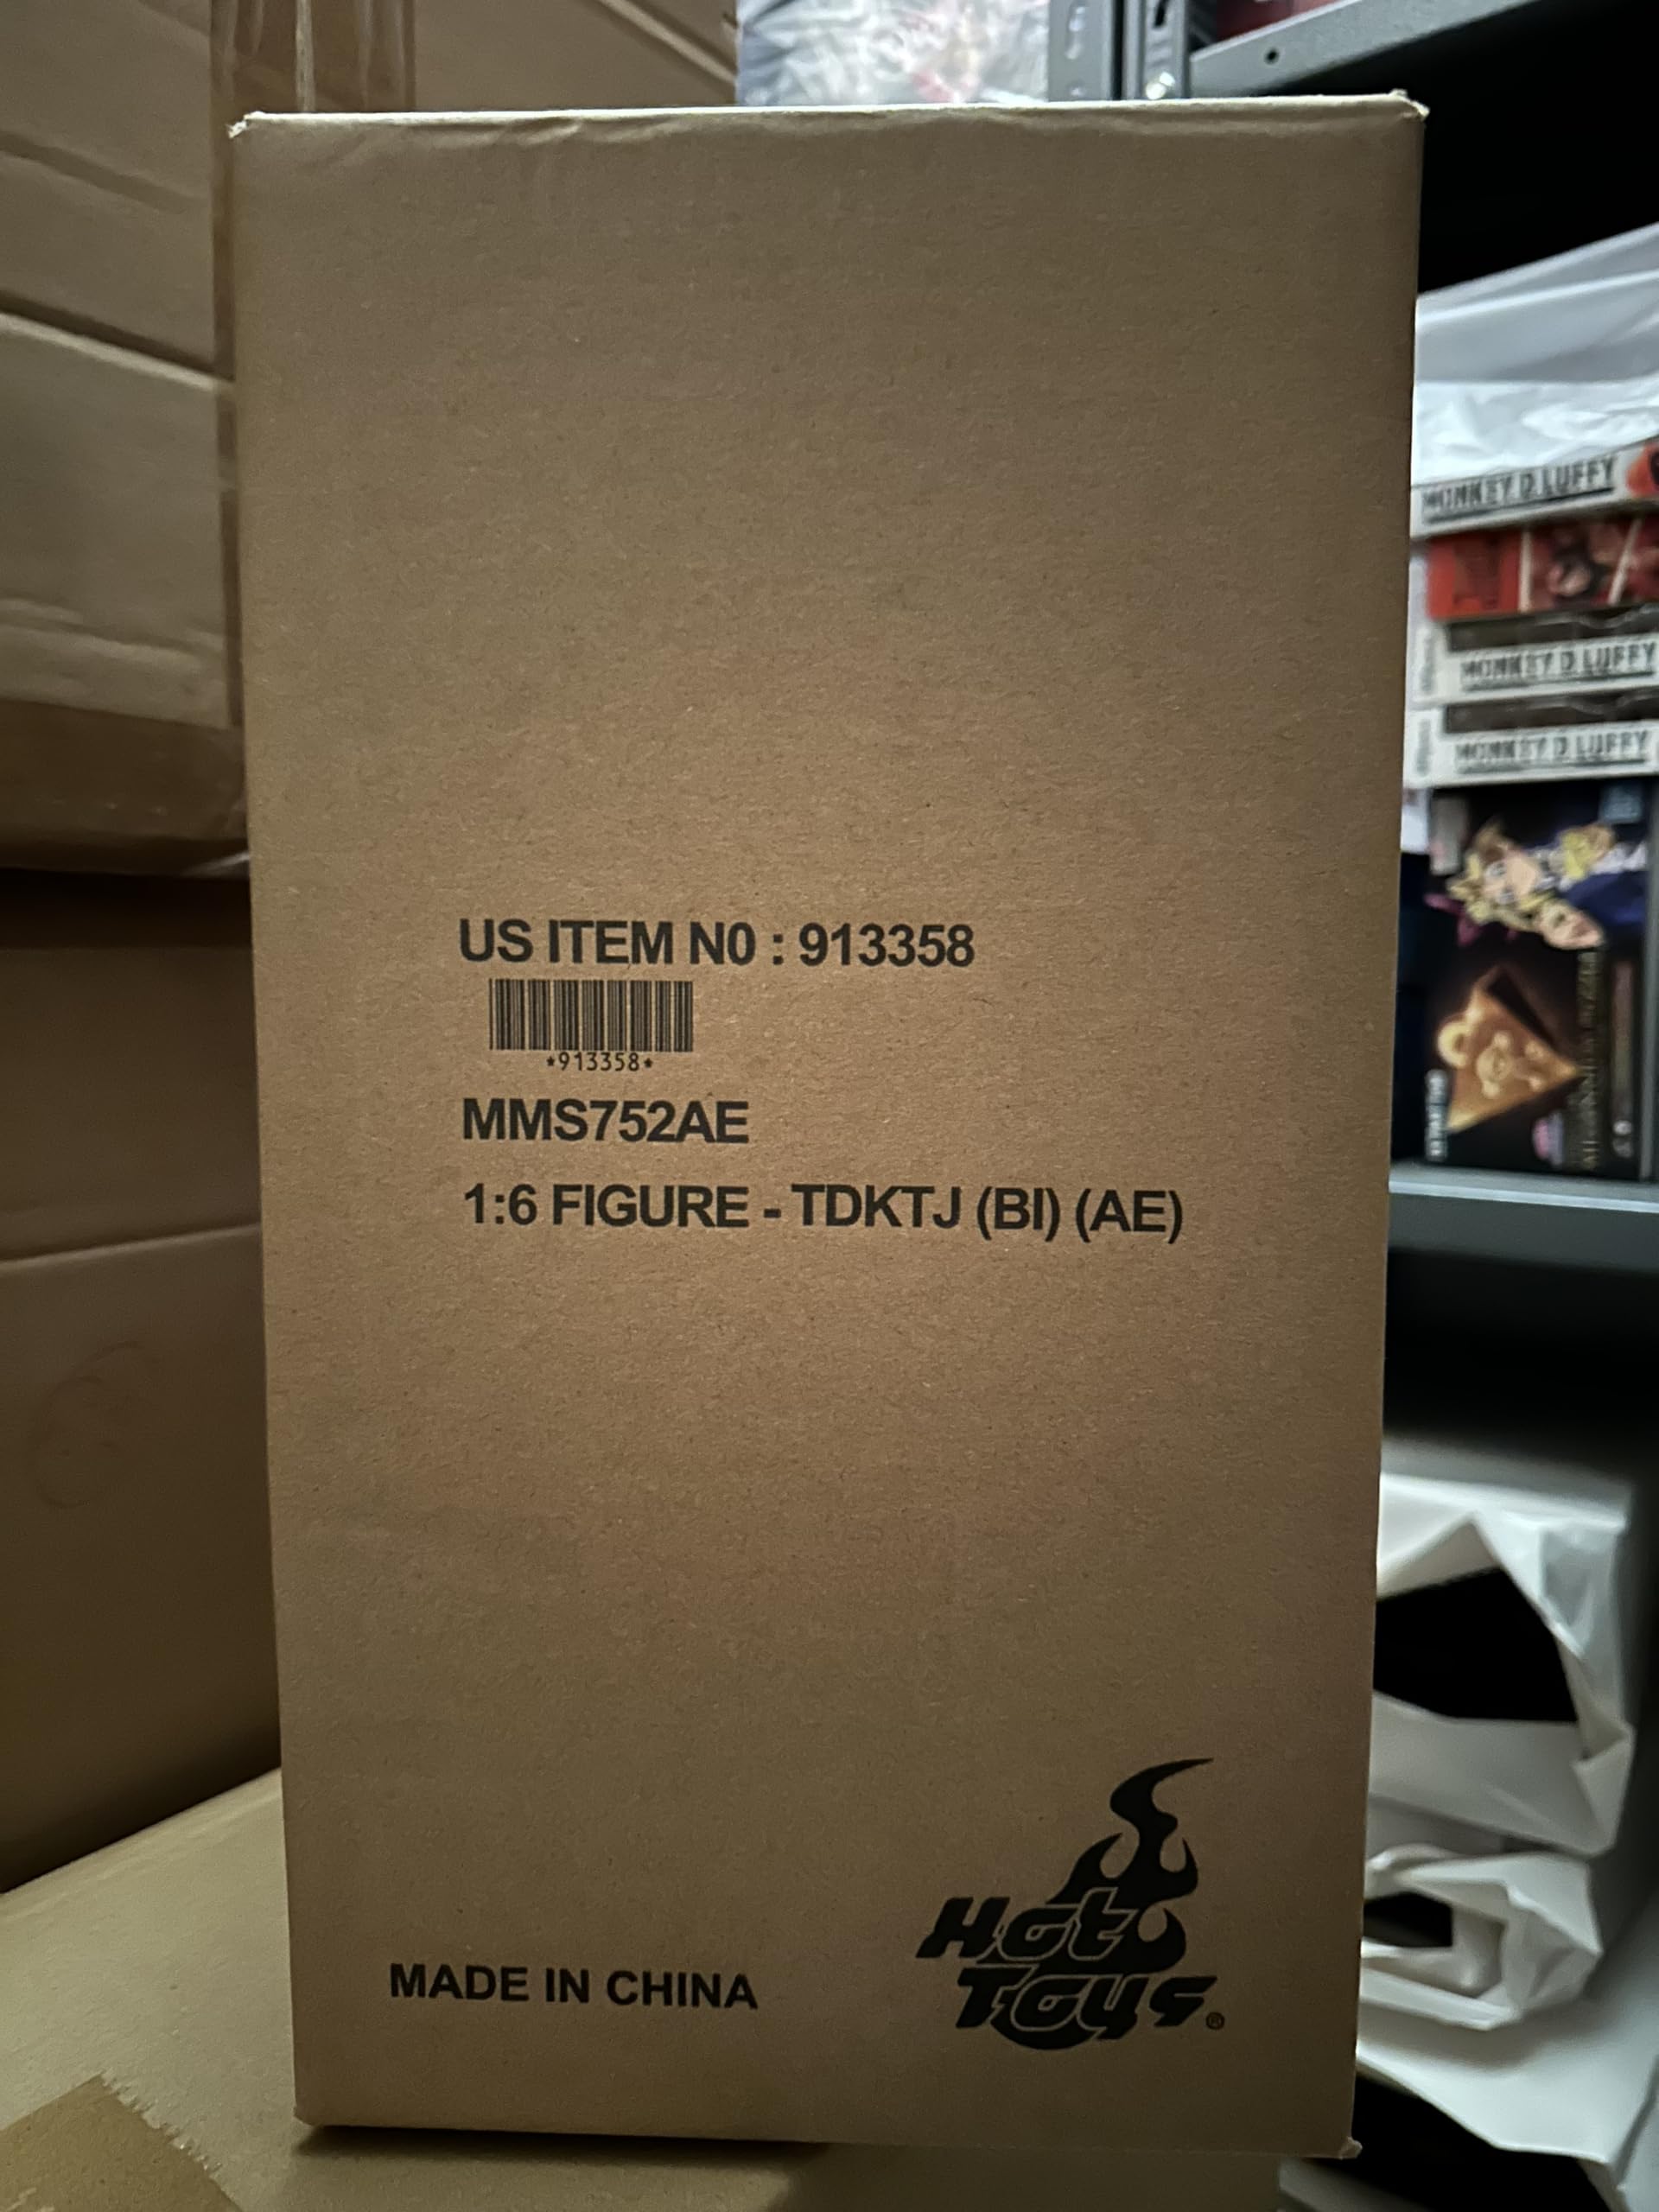 US ITEM N0 : 913358
*913358*
MMS752AE
1:6 FIGURE - TDKTJ (BI) (AE)
MADE IN CHINA
Hot
Toys®
MONKEY.D.LUFFY
MONKEY.D.LUFFY
MONKEY.D.LUFFY